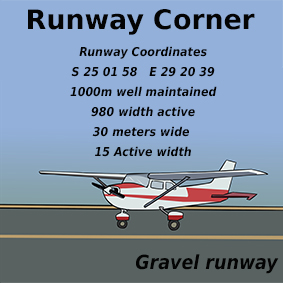 Runway Corner
Runway Coordinates
S 25 01 58 E 29 20 39
1000m well maintained
980 width active
30 meters wide
15 Active width
Gravel runway